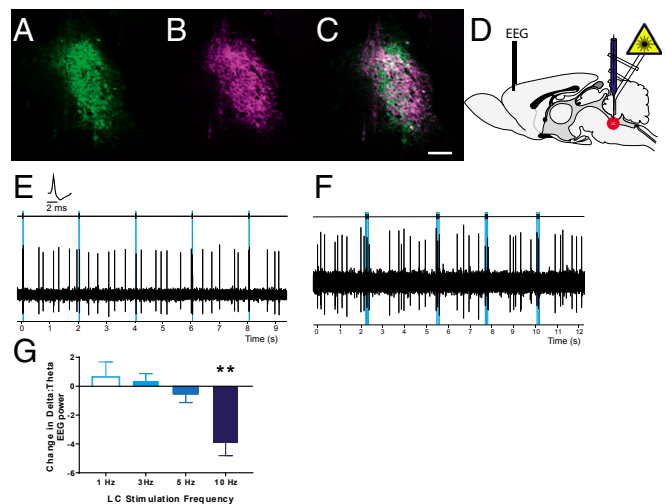 A
B
C
D
EEG
E
2 ms
0 1 2 3 4 5 6 7 8 9
Time (s)
F
0 1 2 3 4 5 6 7 8 9 10 11 12
Time (s)
G
Change in Delta:Theta
EEG power
2
0
-2
-4
-6
**
1 Hz 3Hz 5 Hz 10 Hz
LC Stimulation Frequency